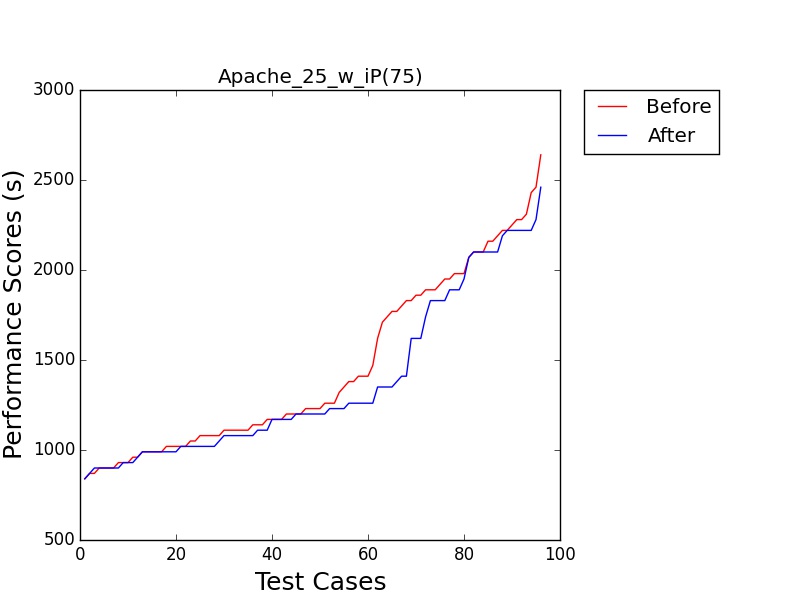 Apache_25_w_iP(75)
Before
After
Performance Scores (s)
3000
2500
2000
1500
1000
500
0 20 40 60 80 100
Test Cases